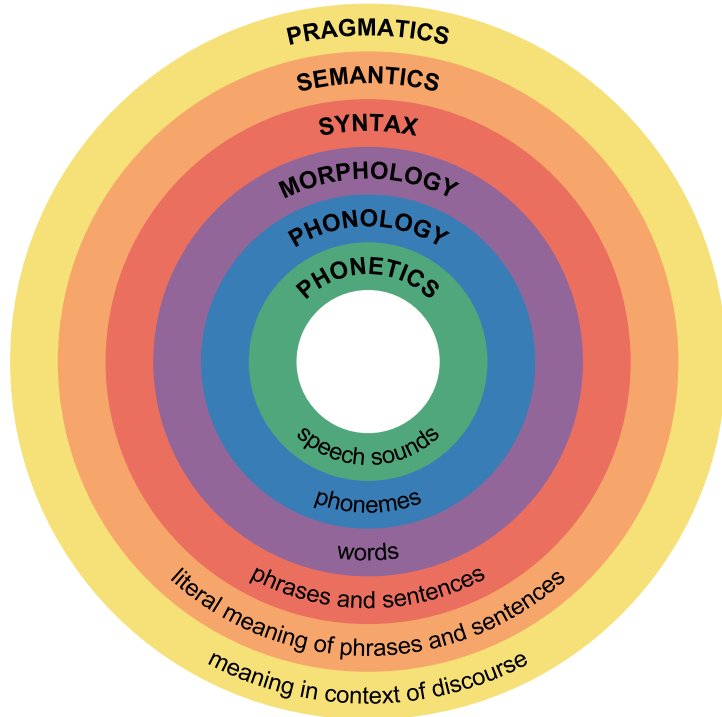 PRAGMATICS
SEMANTICS
SYNTAX
MORPHOLOGY
PHONOLOGY
PHONETICS
speech sounds
phonemes
words
phrases and sentences
literal meaning of phrases and sentences
meaning in context of discourse